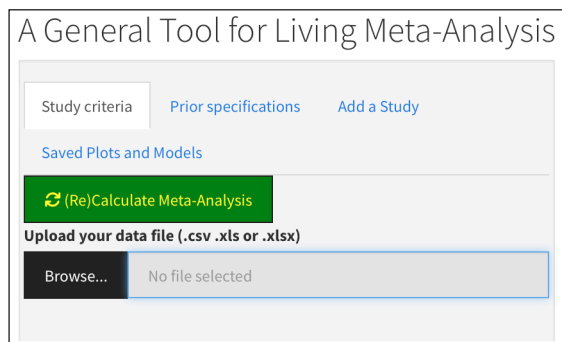 A General Tool for Living Meta-Analysis
Study criteria Prior specifications Add a Study
Saved Plots and Models
(Re)Calculate Meta-Analysis
Upload your data file (.csv .xls or .xlsx)
Browse... No file selected